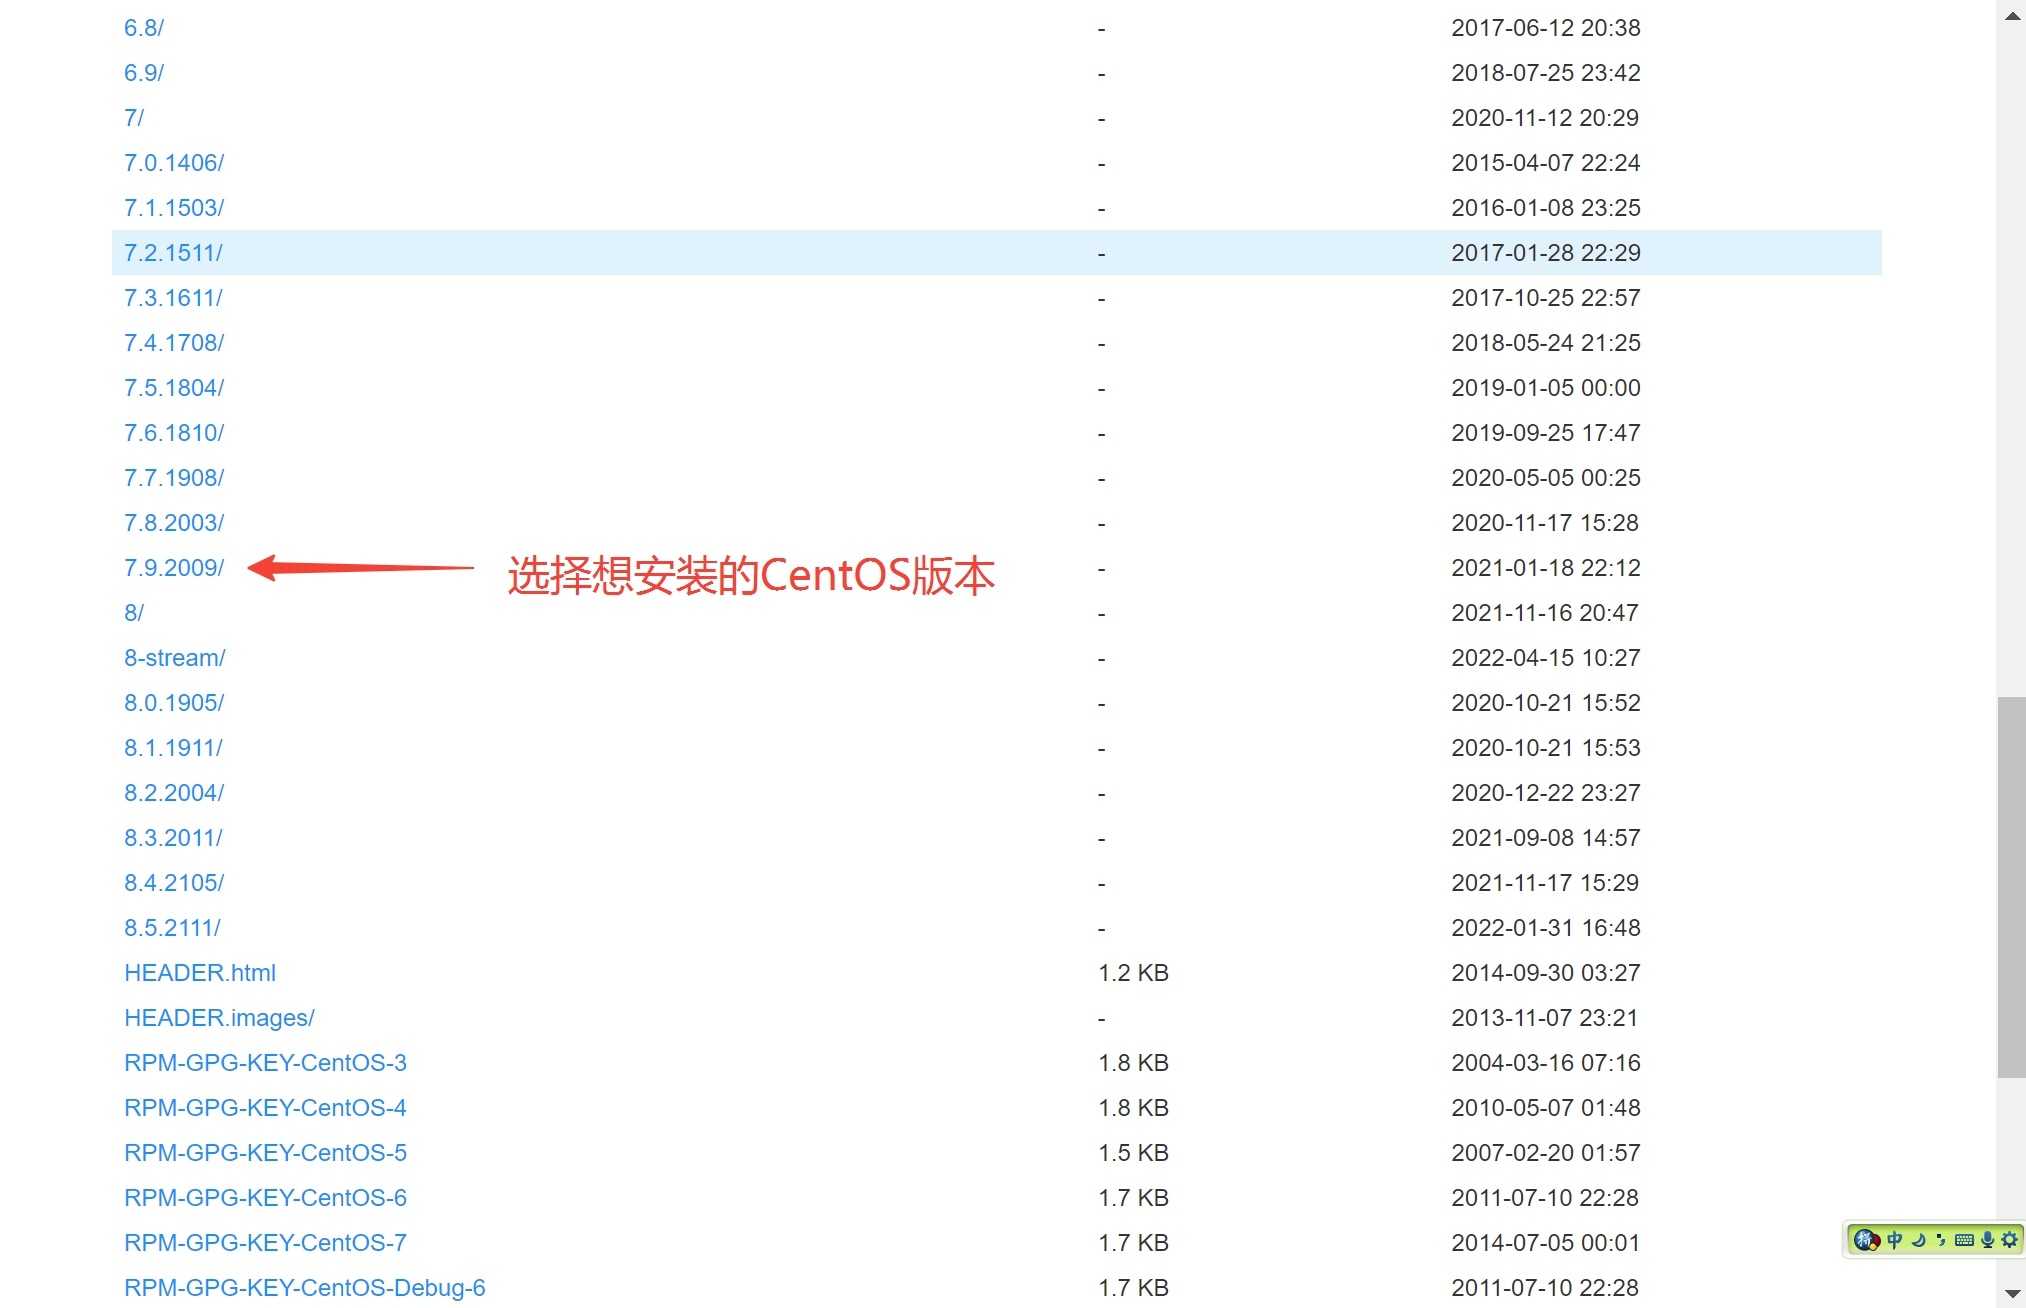 6.8/ - 2017-06-12 20:38
6.9/ - 2018-07-25 23:42
7/ - 2020-11-12 20:29
7.0.1406/ - 2015-04-07 22:24
7.1.1503/ - 2016-01-08 23:25
7.2.1511/ - 2017-01-28 22:29
7.3.1611/ - 2017-10-25 22:57
7.4.1708/ - 2018-05-24 21:25
7.5.1804/ - 2019-01-05 00:00
7.6.1810/ - 2019-09-25 17:47
7.7.1908/ - 2020-05-05 00:25
7.8.2003/ - 2020-11-17 15:28
7.9.2009/ 选择想安装的CentOS版本 - 2021-01-18 22:12
8/ - 2021-11-16 20:47
8-stream/ - 2022-04-15 10:27
8.0.1905/ - 2020-10-21 15:52
8.1.1911/ - 2020-10-21 15:53
8.2.2004/ - 2020-12-22 23:27
8.3.2011/ - 2021-09-08 14:57
8.4.2105/ - 2021-11-17 15:29
8.5.2111/ - 2022-01-31 16:48
HEADER.html 1.2 KB 2014-09-30 03:27
HEADER.images/ - 2013-11-07 23:21
RPM-GPG-KEY-CentOS-3 1.8 KB 2004-03-16 07:16
RPM-GPG-KEY-CentOS-4 1.8 KB 2010-05-07 01:48
RPM-GPG-KEY-CentOS-5 1.5 KB 2007-02-20 01:57
RPM-GPG-KEY-CentOS-6 1.7 KB 2011-07-10 22:28
RPM-GPG-KEY-CentOS-7 1.7 KB 2014-07-05 00:01
拼 中
RPM-GPG-KEY-CentOS-Debug-6 1.7 KB 2011-07-10 22:28